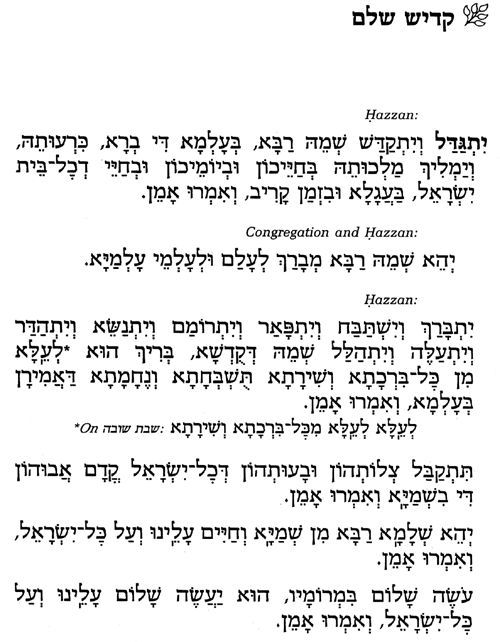 קדיש שלם
Ḥazzan:
יִתְגַּדַּל וְיִתְקַדַּשׁ שְׁמֵהּ רַבָּא, בְּעָלְמָא דִּי בְרָא, כִּרְעוּתֵהּ,
וְיַמְלִיךְ מַלְכוּתֵהּ בְּחַיֵּיכוֹן וּבְיוֹמֵיכוֹן וּבְחַיֵּי דְכׇל־בֵּית
יִשְׂרָאֵל, בַּעֲגָלָא וּבִזְמַן קָרִיב, וְאִמְרוּ אָמֵן.
Congregation and Ḥazzan:
יְהֵא שְׁמֵהּ רַבָּא מְבָרַךְ לְעָלַם וּלְעָלְמֵי עָלְמַיָּא.
Ḥazzan:
יִתְבָּרַךְ וְיִשְׁתַּבַּח וְיִתְפָּאַר וְיִתְרוֹמַם וְיִתְנַשֵּׂא וְיִתְהַדַּר
וְיִתְעַלֶּה וְיִתְהַלַּל שְׁמֵהּ דְּקֻדְשָׁא, בְּרִיךְ הוּא *לְעֵלָּא
מִן כׇּל־בִּרְכָתָא וְשִׁירָתָא תֻּשְׁבְּחָתָא וְנֶחָמָתָא דַּאֲמִירָן
בְּעָלְמָא, וְאִמְרוּ אָמֵן.
*On שבת שובה: לְעֵלָּא לְעֵלָּא מִכׇּל־בִּרְכָתָא וְשִׁירָתָא
תִּתְקַבַּל צְלוֹתְהוֹן וּבָעוּתְהוֹן דְּכׇל־יִשְׂרָאֵל קֳדָם אֲבוּהוֹן
דִּי בִשְׁמַיָּא וְאִמְרוּ אָמֵן.
יְהֵא שְׁלָמָא רַבָּא מִן שְׁמַיָּא וְחַיִּים עָלֵינוּ וְעַל כׇּל־יִשְׂרָאֵל,
וְאִמְרוּ אָמֵן.
עֹשֶׂה שָׁלוֹם בִּמְרוֹמָיו, הוּא יַעֲשֶׂה שָׁלוֹם עָלֵינוּ וְעַל
כׇּל־יִשְׂרָאֵל, וְאִמְרוּ אָמֵן.